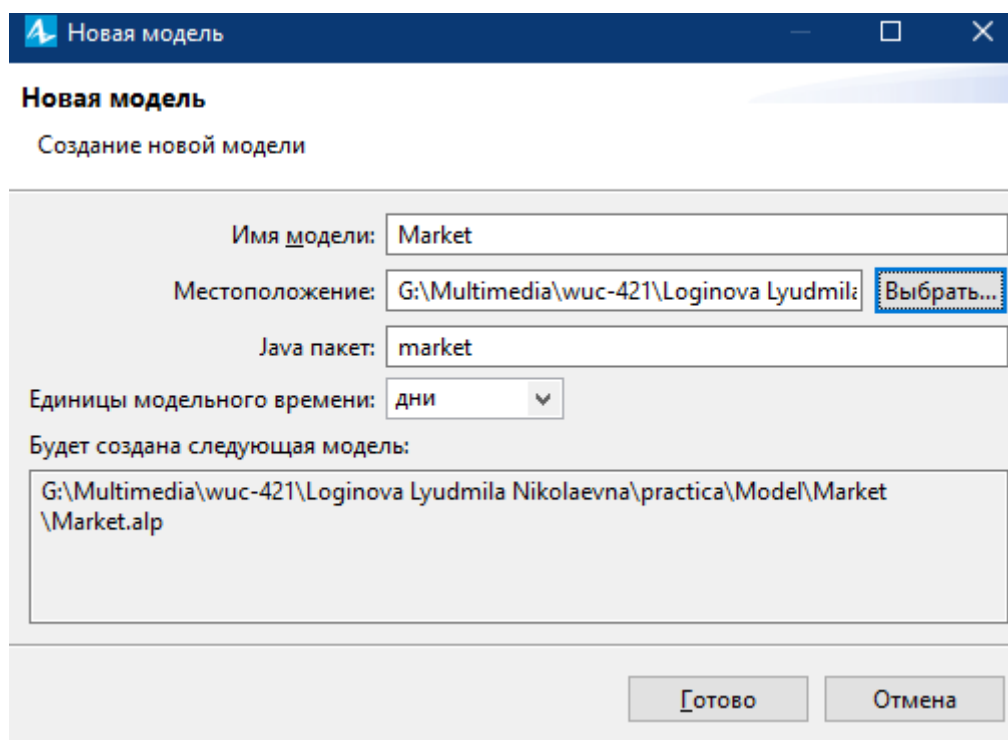 Новая модель
Новая модель
Создание новой модели
Имя модели: Market
Местоположение: G:\Multimedia\wuc-421\Loginova Lyudmila Выбрать...
Java пакет: market
Единицы модельного времени: дни
Будет создана следующая модель:
G:\Multimedia\wuc-421\Loginova Lyudmila Nikolaevna\practica\Model\Market
\Market.alp
Готово Отмена